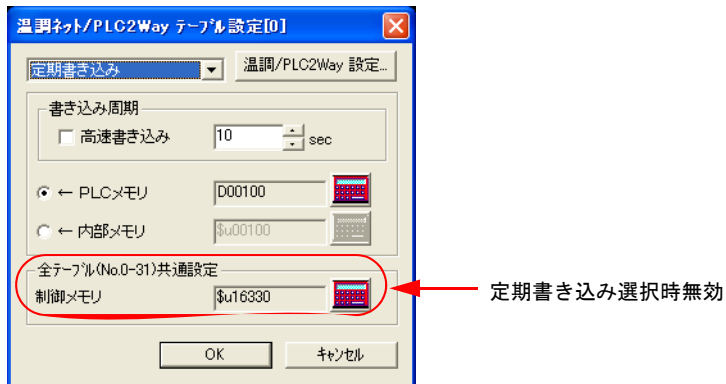 温調ネット/PLC2Way テーブル設定[0]
定期書き込み
温調/PLC2Way 設定...
書き込み周期
高速書き込み
10
sec
← PLCメモリ
D00100
← 内部メモリ
$u00100
全テーブル(No.0-31)共通設定
制御メモリ
$u16330
定期書き込み選択時無効
OK
キャンセル